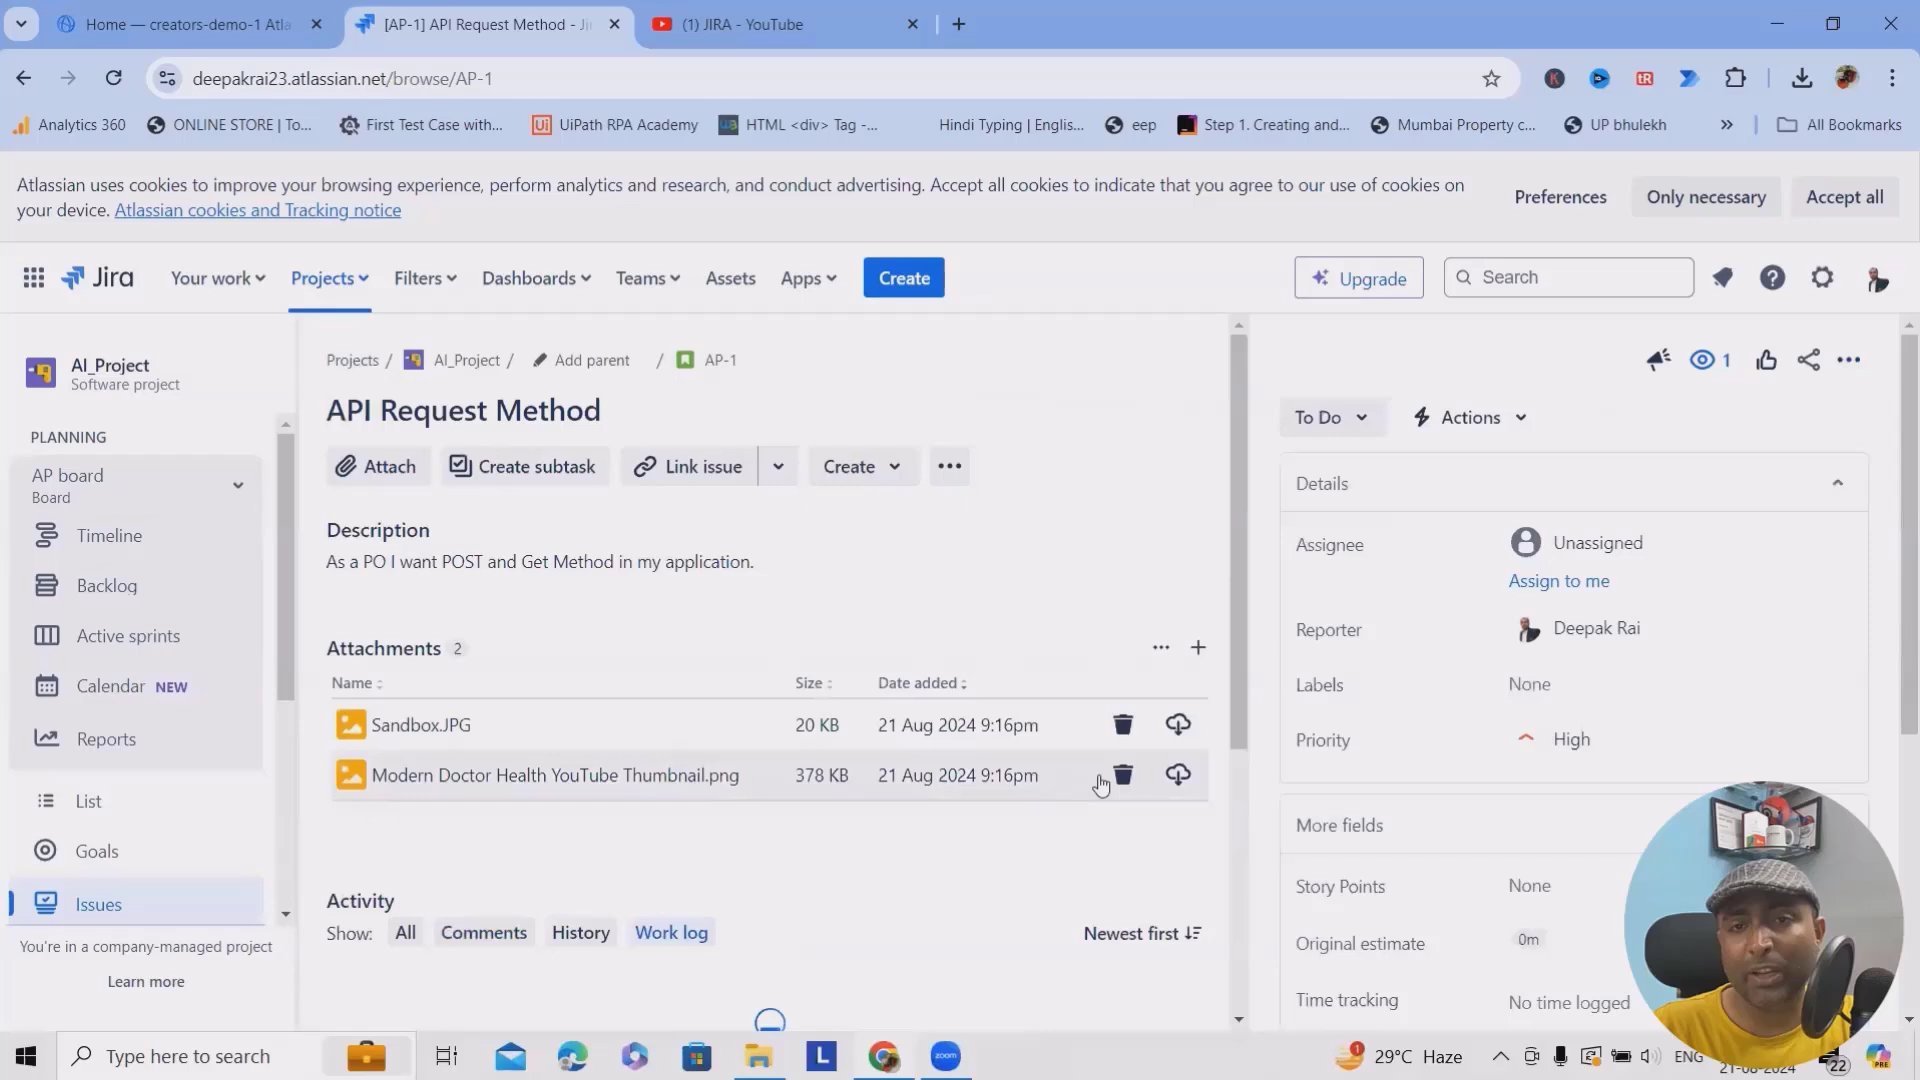 Home — creators-demo-1 Atla
[AP-1] API Request Method - Ji
(1) JIRA - YouTube
deepakrai23.atlassian.net/browse/AP-1
K
tR
Analytics 360
ONLINE STORE | To...
First Test Case with...
Ui
UiPath RPA Academy
HTML <div> Tag -...
Hindi Typing | Englis...
eep
Step 1. Creating and...
Mumbai Property c...
UP bhulekh
»
All Bookmarks
Atlassian uses cookies to improve your browsing experience, perform analytics and research, and conduct advertising. Accept all cookies to indicate that you agree to our use of cookies on
your device. Atlassian cookies and Tracking notice
Preferences
Only necessary
Accept all
Jira
Your work
Projects
Filters
Dashboards
Teams
Assets
Apps
Create
Upgrade
Search
AI_Project
Software project
PLANNING
AP board
Board
Timeline
Backlog
Active sprints
Calendar NEW
Reports
List
Goals
Issues
You're in a company-managed project
Learn more
Projects / AI_Project / Add parent / AP-1
API Request Method
Attach
Create subtask
Link issue
Create
Description
As a PO I want POST and Get Method in my application.
Attachments 2
Name Size Date added
Sandbox.JPG 20 KB 21 Aug 2024 9:16pm
Modern Doctor Health YouTube Thumbnail.png 378 KB 21 Aug 2024 9:16pm
Activity
Show: All Comments History Work log
Newest first
1
To Do
Actions
Details
Assignee Unassigned
Assign to me
Reporter Deepak Rai
Labels None
Priority High
More fields
Story Points None
Original estimate 0m
Time tracking No time logged
Type here to search
L
zoom
1
29°C Haze
ENG
21-08-2024
22
PRE